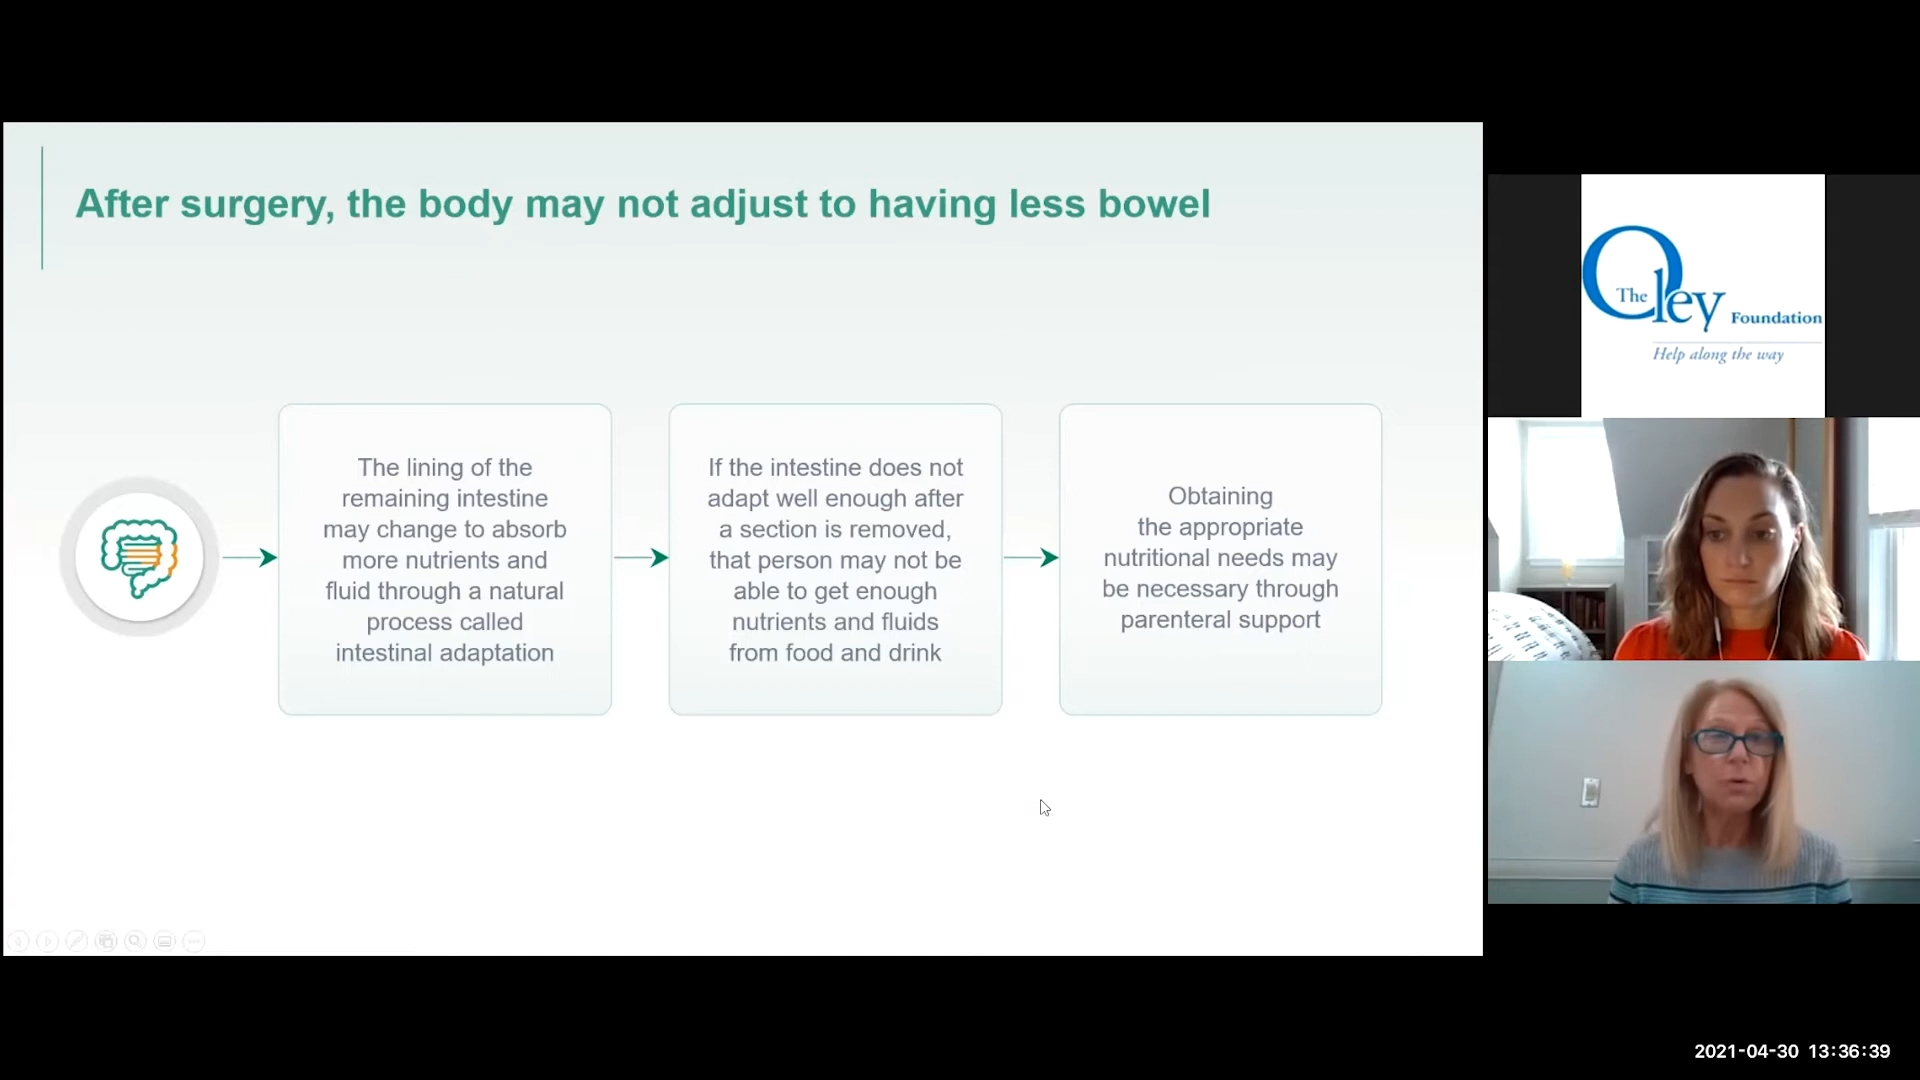 After surgery, the body may not adjust to having less bowel
The lining of the
remaining intestine
may change to absorb
more nutrients and
fluid through a natural
process called
intestinal adaptation
If the intestine does not
adapt well enough after
a section is removed,
that person may not be
able to get enough
nutrients and fluids
from food and drink
Obtaining
the appropriate
nutritional needs may
be necessary through
parenteral support
The Oley Foundation
Help along the way
2021-04-30 13:36:39